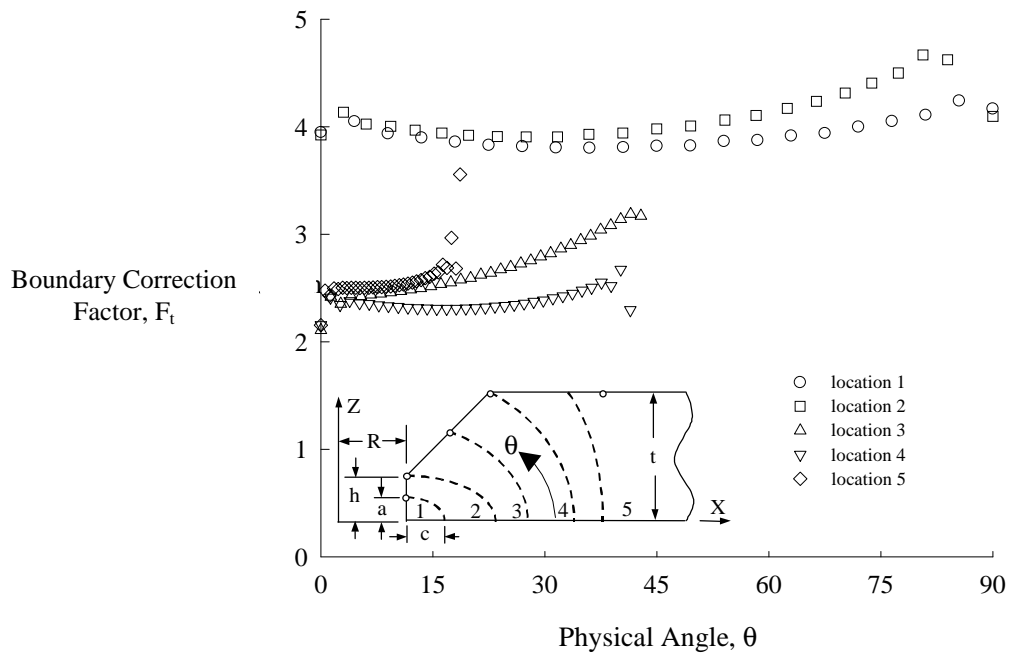 5
4
3
2
1
0
Boundary Correction
Factor, Fₜ
0
15
30
45
60
75
90
Physical Angle, θ
location 1
location 2
location 3
location 4
location 5
Z
R
h
a
c
θ
t
1
2
3
4
5
X